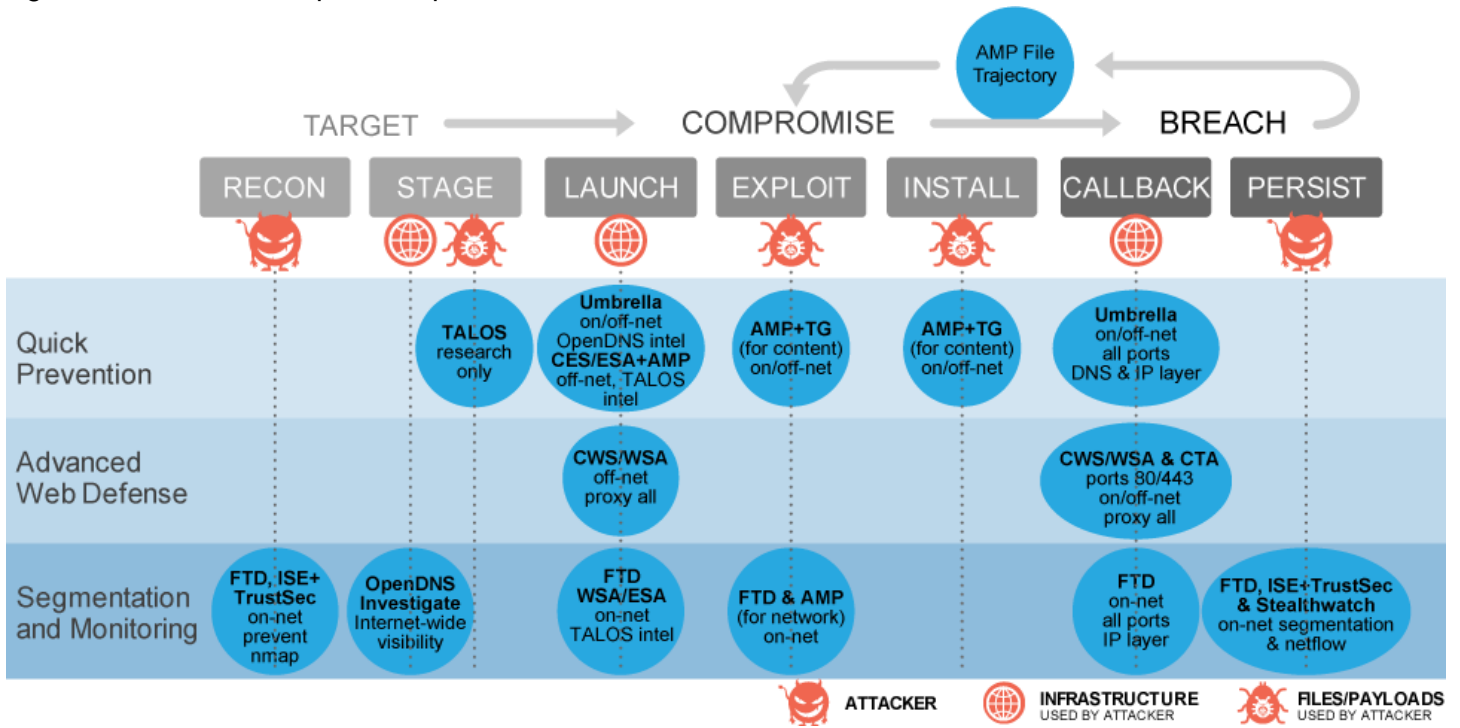 AMP File
Trajectory
TARGET
COMPROMISE
BREACH
RECON
STAGE
LAUNCH
EXPLOIT
INSTALL
CALLBACK
PERSIST
Quick
Prevention
TALOS
research
only
Umbrella
on/off-net
OpenDNS intel
CES/ESA+AMP
off-net, TALOS
intel
AMP+TG
(for content)
on/off-net
AMP+TG
(for content)
on/off-net
Umbrella
on/off-net
all ports
DNS & IP layer
Advanced
Web Defense
CWS/WSA
off-net
proxy all
CWS/WSA & CTA
ports 80/443
on/off-net
proxy all
Segmentation
and Monitoring
FTD, ISE+
TrustSec
on-net
prevent
nmap
OpenDNS
Investigate
Internet-wide
visibility
FTD
WSA/ESA
on-net
TALOS intel
FTD & AMP
(for network)
on-net
FTD
on-net
all ports
IP layer
FTD, ISE+TrustSec
& Stealthwatch
on-net segmentation
& netflow
ATTACKER
INFRASTRUCTURE
USED BY ATTACKER
FILES/PAYLOADS
USED BY ATTACKER